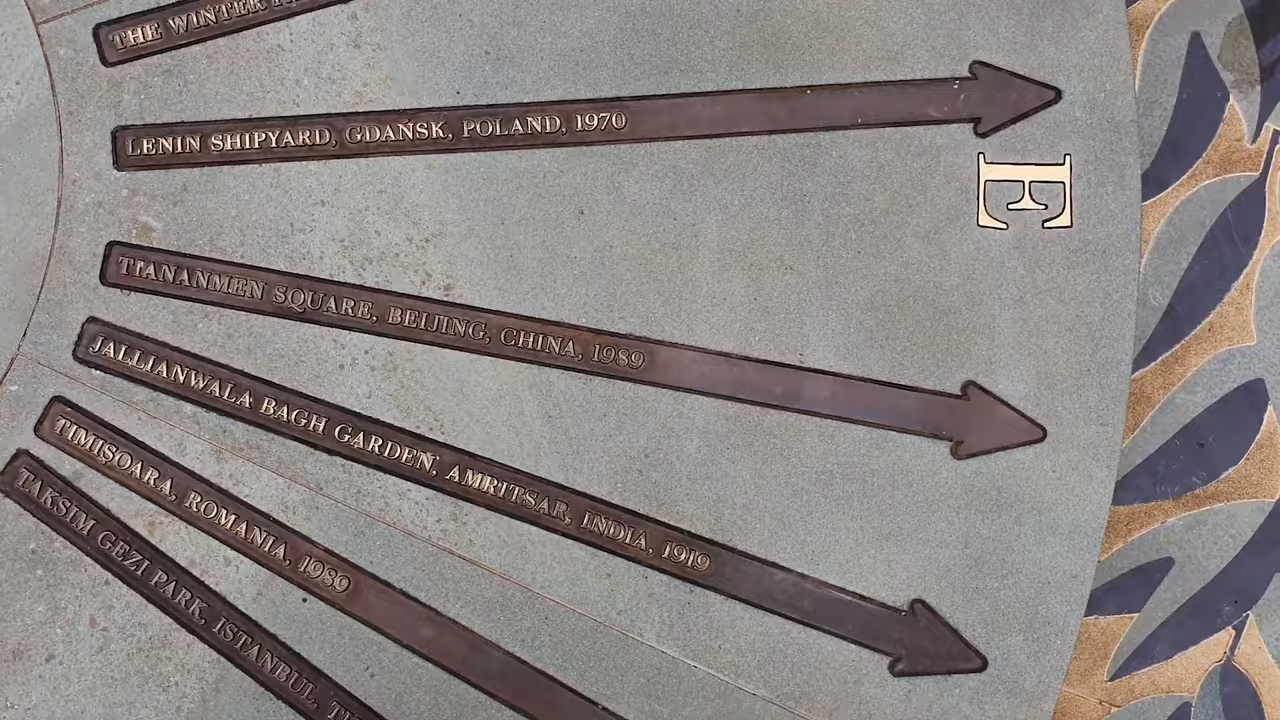 THE WINTER
LENIN SHIPYARD, GDAŃSK, POLAND, 1970
E
TIANANMEN SQUARE, BEIJING, CHINA, 1989
JALLIANWALA BAGH GARDEN, AMRITSAR, INDIA, 1919
TIMIȘOARA, ROMANIA, 1989
TAKSIM GEZI PARK, ISTANBUL,